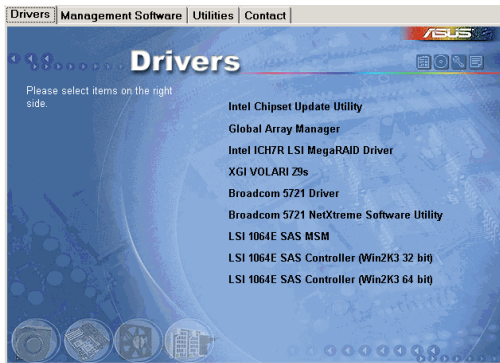 Drivers Management Software Utilities Contact
ASUS
Drivers
Please select items on the right
side.
Intel Chipset Update Utility
Global Array Manager
Intel ICH7R LSI MegaRAID Driver
XGI VOLARI Z9s
Broadcom 5721 Driver
Broadcom 5721 NetXtreme Software Utility
LSI 1064E SAS MSM
LSI 1064E SAS Controller (Win2K3 32 bit)
LSI 1064E SAS Controller (Win2K3 64 bit)